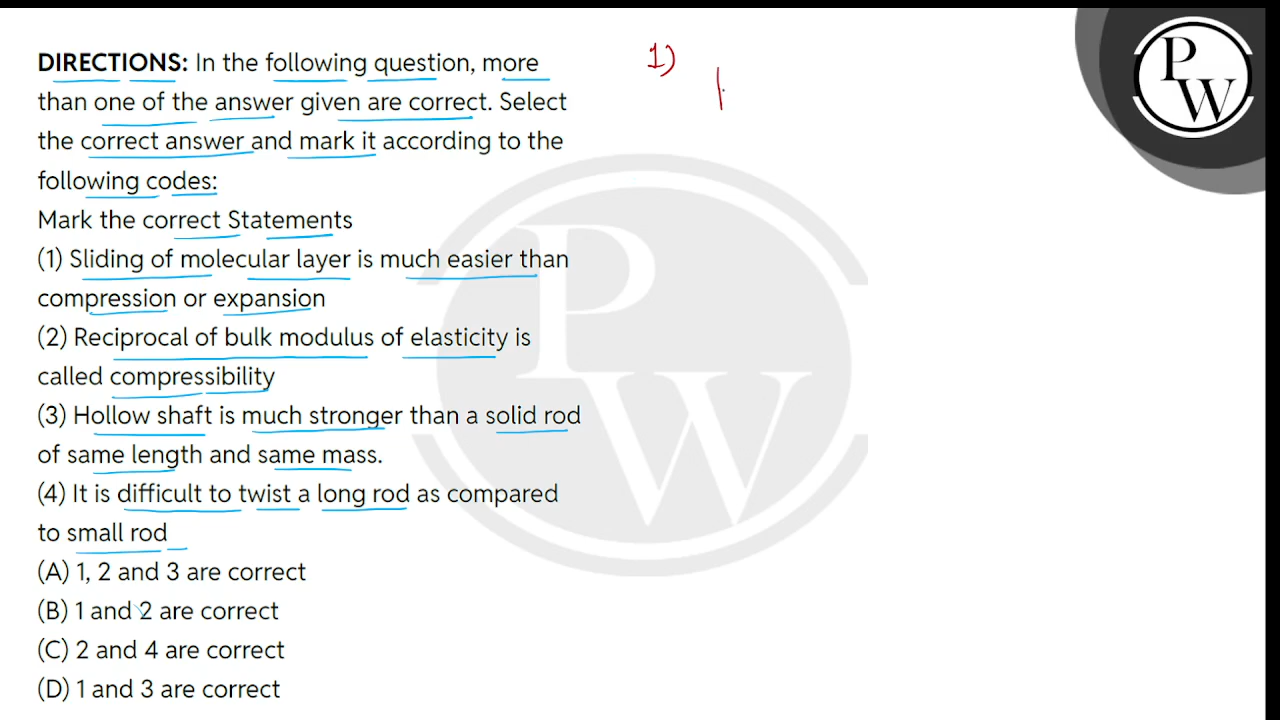 DIRECTIONS: In the following question, more
than one of the answer given are correct. Select
the correct answer and mark it according to the
following codes:
Mark the correct Statements
(1) Sliding of molecular layer is much easier than
compression or expansion
(2) Reciprocal of bulk modulus of elasticity is
called compressibility
(3) Hollow shaft is much stronger than a solid rod
of same length and same mass.
(4) It is difficult to twist a long rod as compared
to small rod
(A) 1, 2 and 3 are correct
(B) 1 and 2 are correct
(C) 2 and 4 are correct
(D) 1 and 3 are correct
1)
P
W
P
W